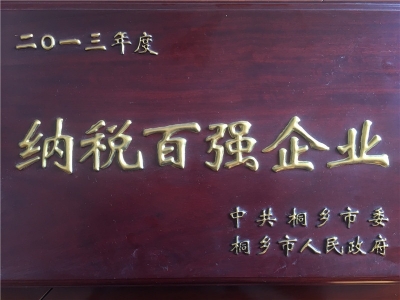 二〇一三年度
纳税百强企业
中共桐乡市委
桐乡市人民政府